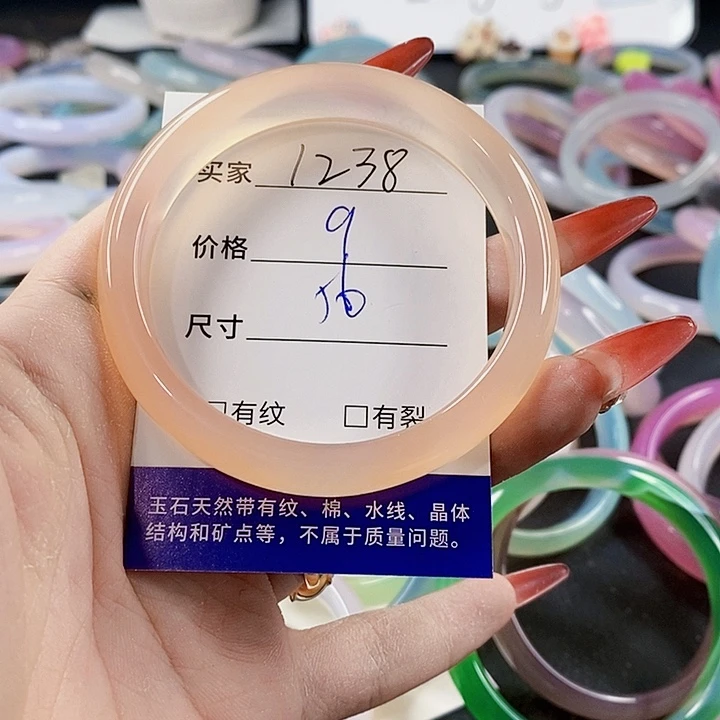 买家 1238
价格 9
尺寸 56
□有纹 □有裂
玉石天然带有纹、棉、水线、晶体
结构和矿点等，不属于质量问题。